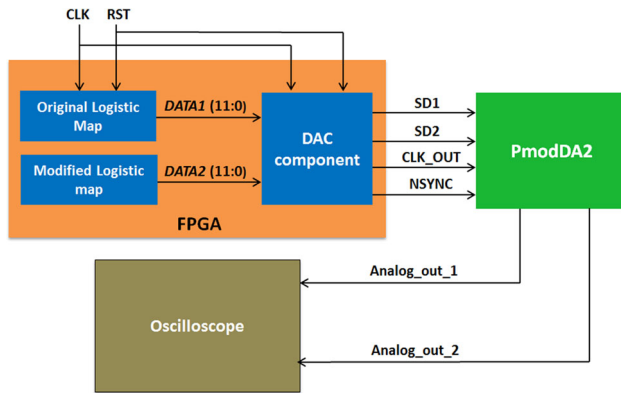 CLK RST
Original Logistic
Map
DATA1 (11:0)
Modified Logistic
map
DATA2 (11:0)
DAC
component
FPGA
SD1
SD2
CLK_OUT
NSYNC
PmodDA2
Analog_out_1
Analog_out_2
Oscilloscope